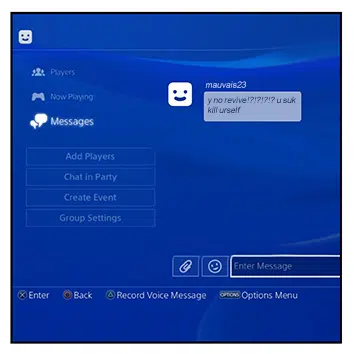 Players
Now Playing
Messages
mauvais23
y no revive!?!?!?!? u suk
kill urself
Add Players
Chat in Party
Create Event
Group Settings
Enter Message
Enter
Back
Record Voice Message
OPTIONS Options Menu